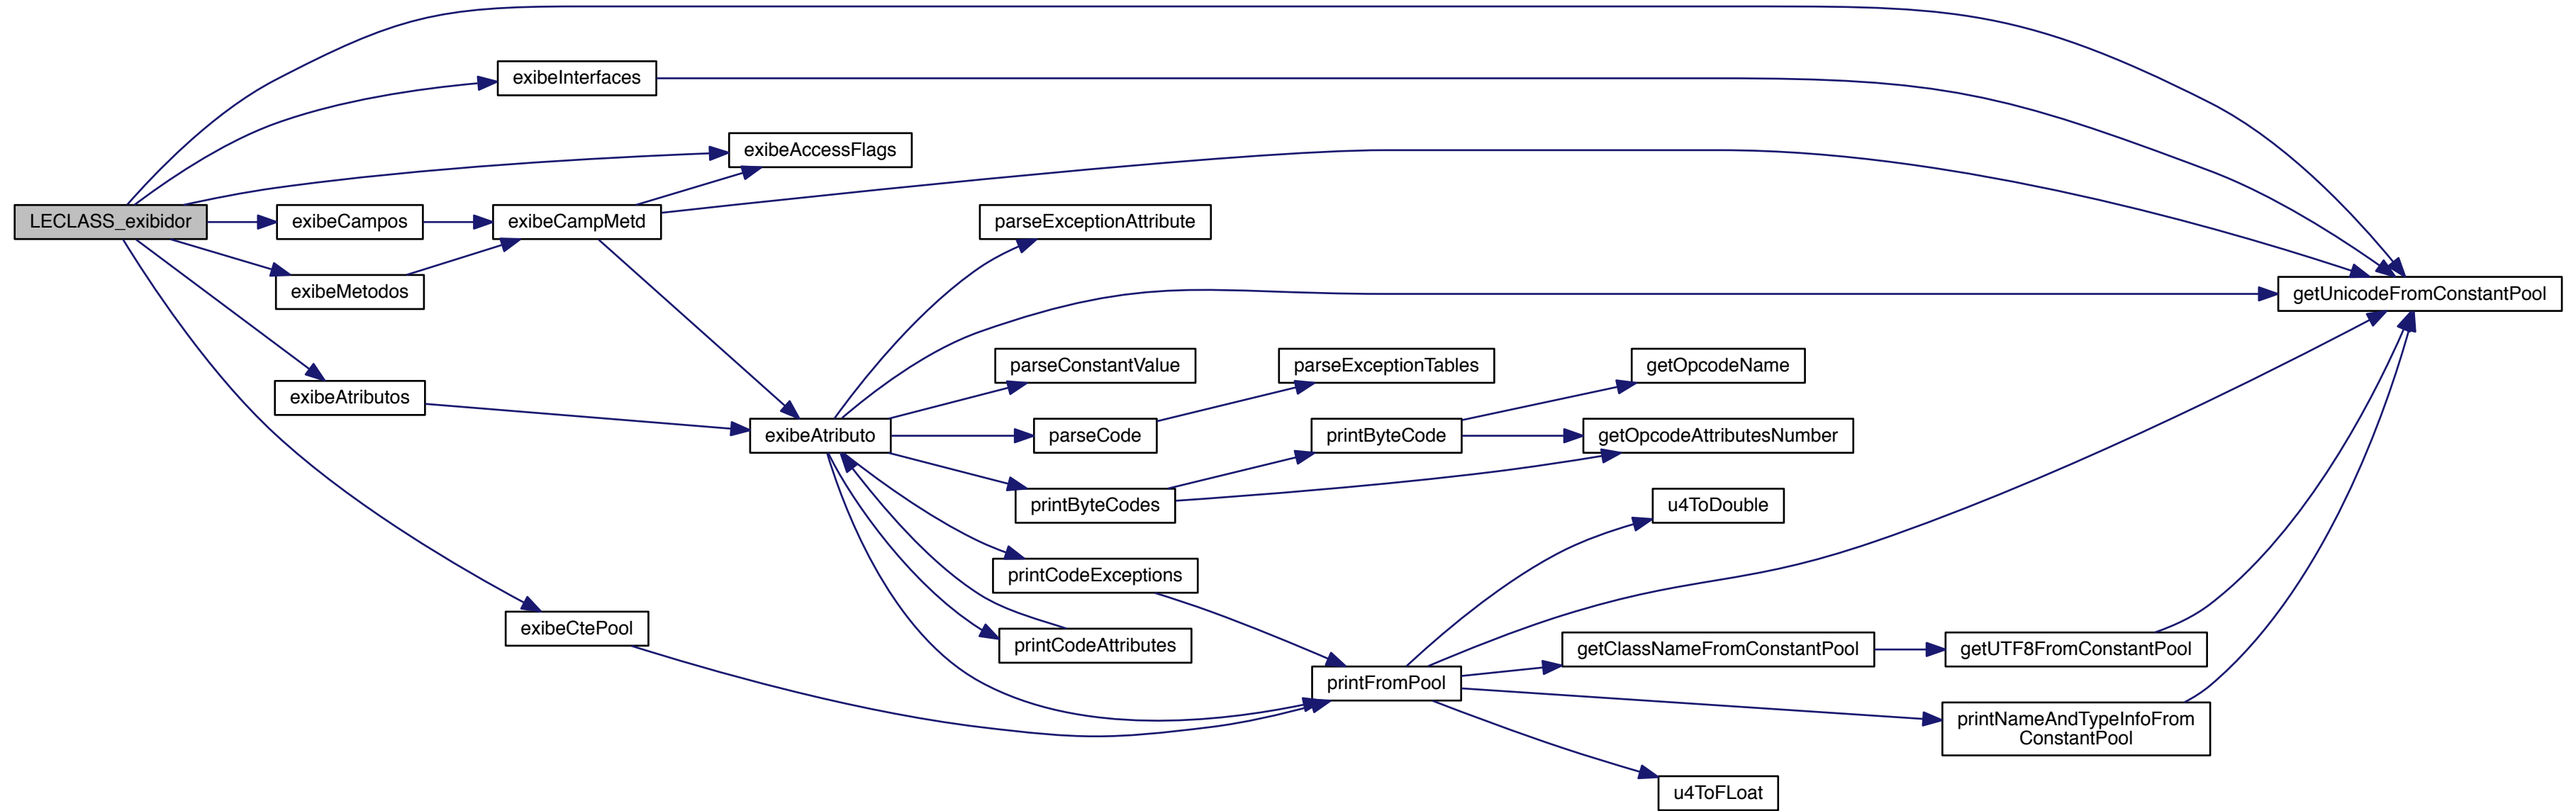 LECLASS_exibidor
exibeInterfaces
exibeAccessFlags
exibeCampos
exibeCampMetd
exibeMetodos
exibeAtributos
exibeCtePool
exibeAtributo
parseExceptionAttribute
parseConstantValue
parseCode
printByteCodes
printCodeExceptions
printCodeAttributes
parseExceptionTables
printByteCode
printFromPool
getOpcodeName
getOpcodeAttributesNumber
u4ToDouble
getClassNameFromConstantPool
u4ToFLoat
getUTF8FromConstantPool
printNameAndTypeInfoFrom
ConstantPool
getUnicodeFromConstantPool